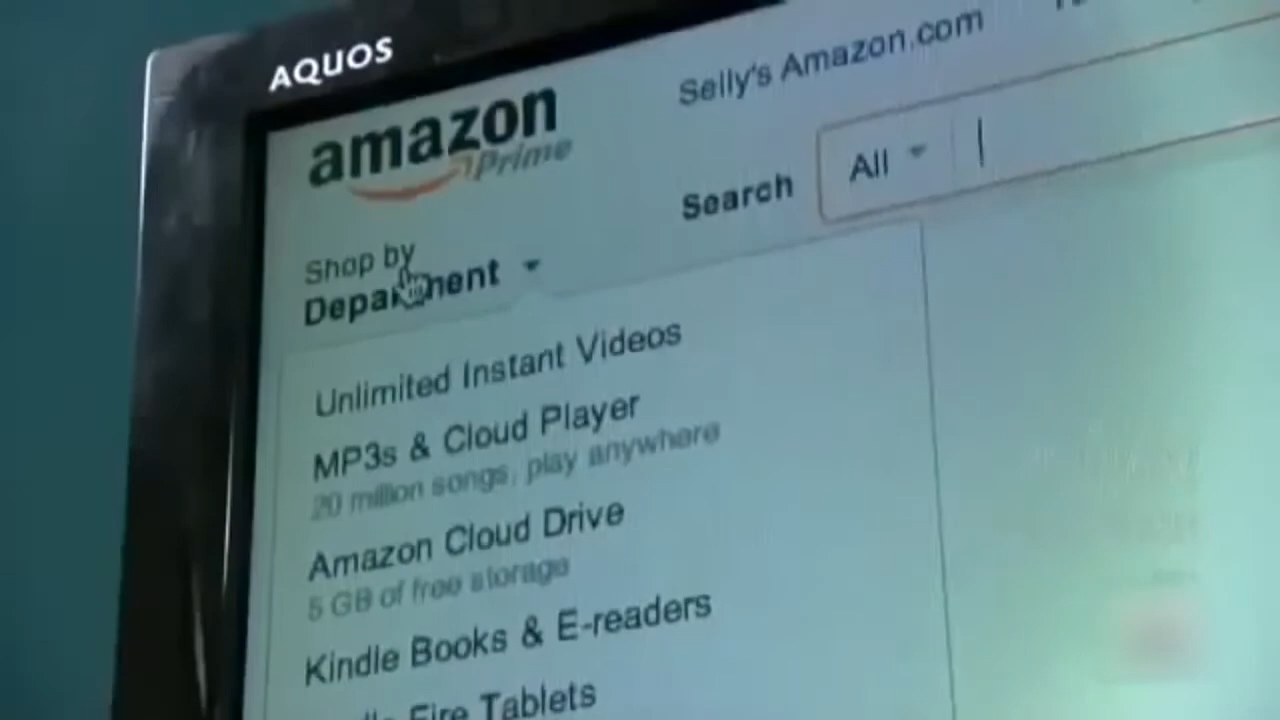 AQUOS
amazon
Prime
Selly's Amazon.com
Search
All
Shop by
Department
Unlimited Instant Videos
MP3s & Cloud Player
20 million songs, play anywhere
Amazon Cloud Drive
5 GB of free storage
Kindle Books & E-readers
Fire Tablets